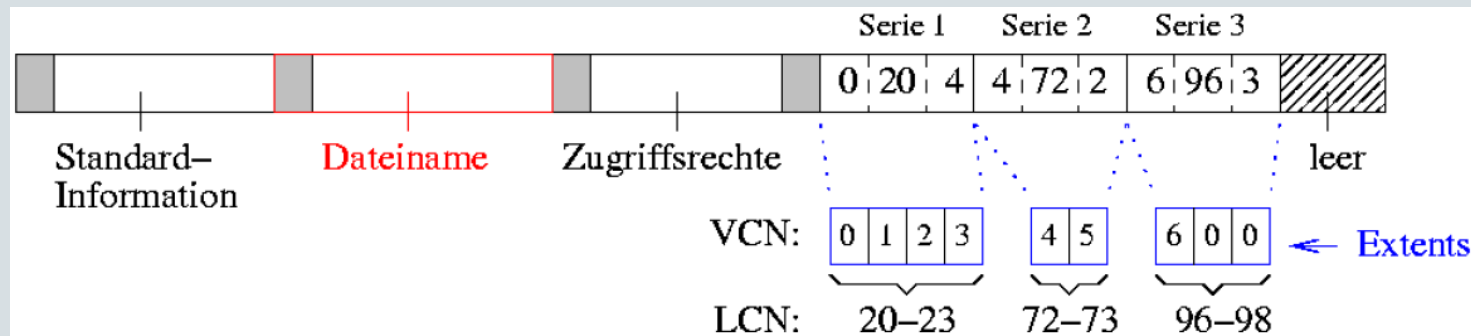 Serie 1 Serie 2 Serie 3
0 20 4 4 72 2 6 96 3
Standard–
Information
Dateiname
Zugriffsrechte
leer
VCN: 0 1 2 3 4 5 6 0 0 Extents
LCN: 20–23 72–73 96–98